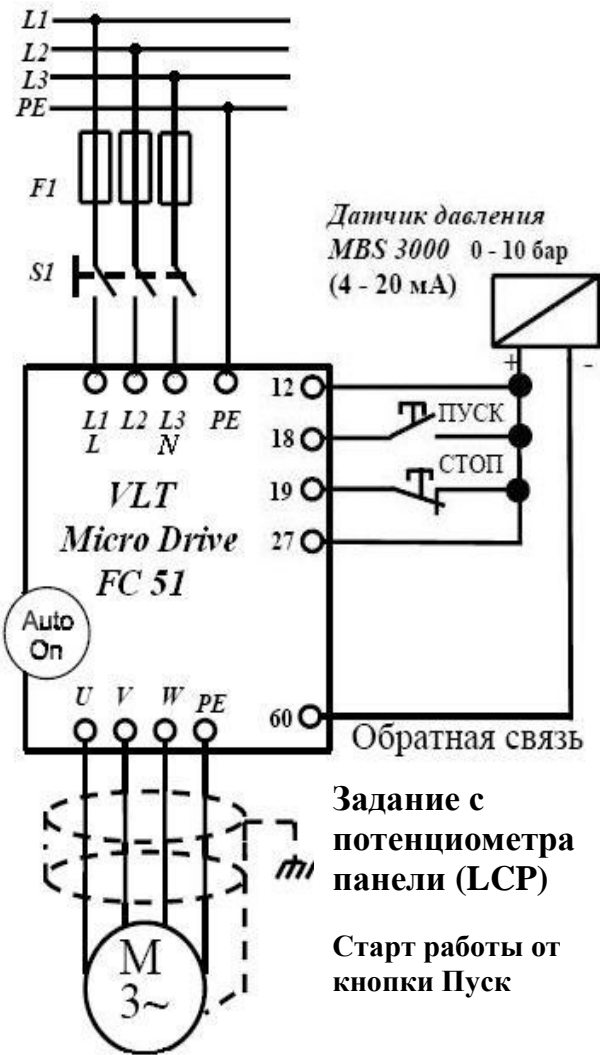 L1
L2
L3
PE
F1
S1
Датчик давления
MBS 3000 0 - 10 бар
(4 - 20 мА)
+ -
L1 L2 L3 PE
L N
12
18
19
27
60
ПУСК
СТОП
VLT
Micro Drive
FC 51
Auto
On
U V W PE
Обратная связь
Задание с
потенциометра
панели (LCP)
Старт работы от
кнопки Пуск
M
3~